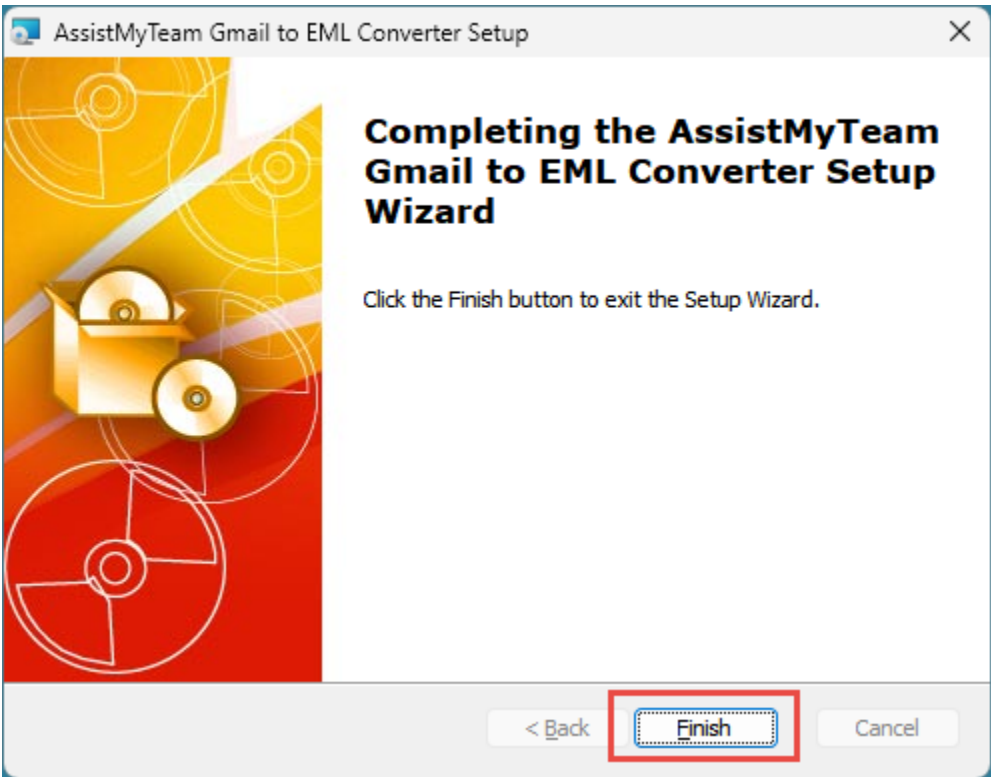 AssistMyTeam Gmail to EML Converter Setup
Completing the AssistMyTeam
Gmail to EML Converter Setup
Wizard
Click the Finish button to exit the Setup Wizard.
< Back
Finish
Cancel